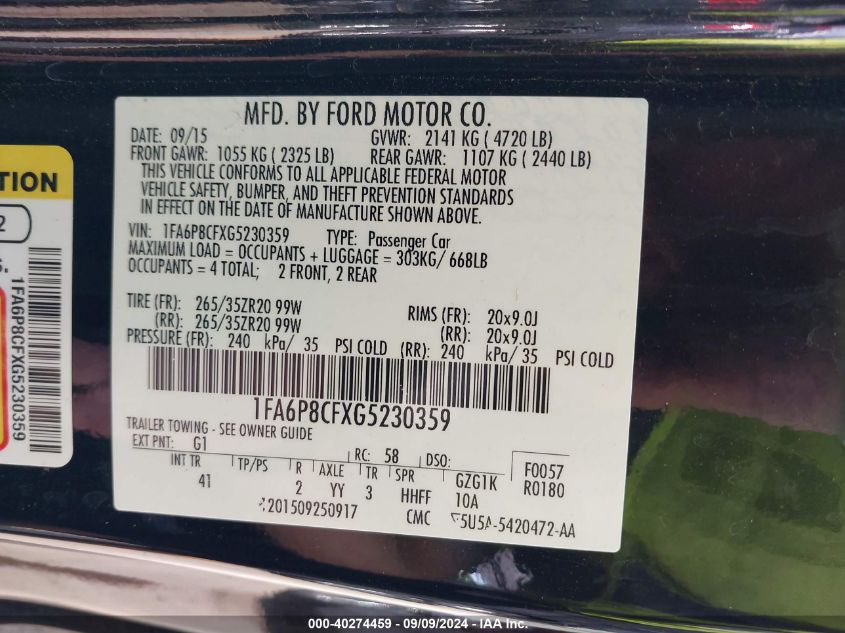 MFD. BY FORD MOTOR CO.
DATE: 09/15 GVWR: 2141 KG ( 4720 LB)
FRONT GAWR: 1055 KG ( 2325 LB) REAR GAWR: 1107 KG ( 2440 LB)
THIS VEHICLE CONFORMS TO ALL APPLICABLE FEDERAL MOTOR
VEHICLE SAFETY, BUMPER, AND THEFT PREVENTION STANDARDS
IN EFFECT ON THE DATE OF MANUFACTURE SHOWN ABOVE.
VIN: 1FA6P8CFXG5230359 TYPE: Passenger Car
MAXIMUM LOAD = OCCUPANTS + LUGGAGE = 303KG/ 668LB
OCCUPANTS = 4 TOTAL; 2 FRONT, 2 REAR
TIRE (FR): 265/35ZR20 99W RIMS (FR): 20x9.0J
(RR): 265/35ZR20 99W (RR): 20x9.0J
PRESSURE (FR): 240 kPa/ 35 PSI COLD (RR): 240 kPa/ 35 PSI COLD
1FA6P8CFXG5230359
TRAILER TOWING - SEE OWNER GUIDE
EXT PNT: G1 RC: 58 DSO: F0057
INT TR TP/PS R AXLE TR SPR GZG1K R0180
41 2 YY 3 HHFF 10A
201509250917 CMC 5U5A-5420472-AA
TION
2
S.
1FA6P8CFXG5230359
000-40274459 - 09/09/2024 - IAA Inc.